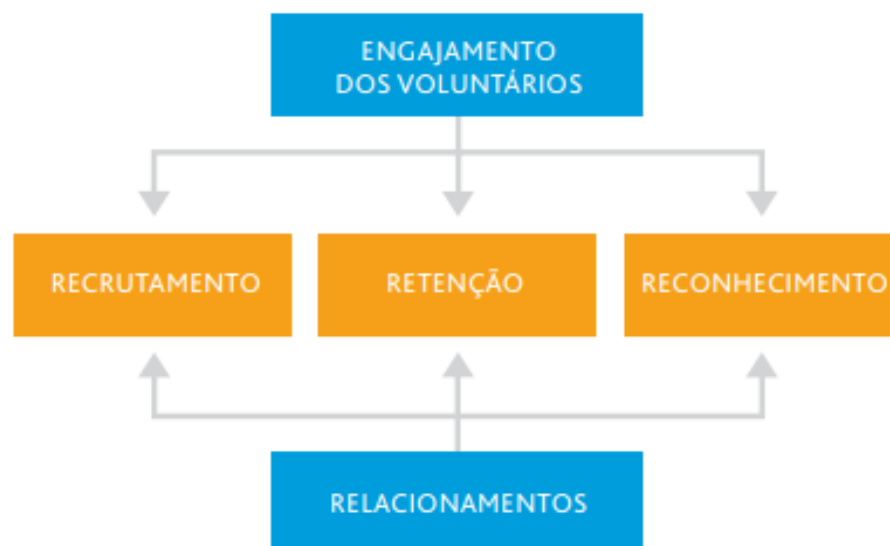 ENGAJAMENTO
DOS VOLUNTÁRIOS
RECRUTAMENTO
RETENÇÃO
RECONHECIMENTO
RELACIONAMENTOS